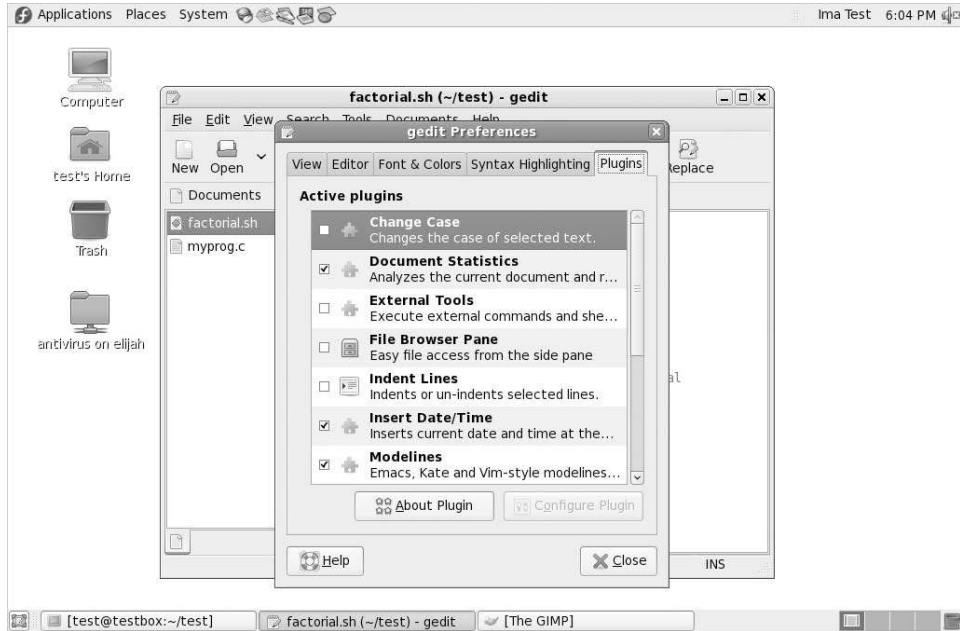 Applications Places System
Ima Test 6:04 PM
Computer
test's Home
Trash
antivirus on elijah
factorial.sh (~/test) - gedit
File Edit View Search Tools Documents Help
New Open
Replace
Documents
factorial.sh
myprog.c
gedit Preferences
View Editor Font & Colors Syntax Highlighting Plugins
Active plugins
Change Case
Changes the case of selected text.
Document Statistics
Analyzes the current document and r...
External Tools
Execute external commands and she...
File Browser Pane
Easy file access from the side pane
Indent Lines
Indents or un-indents selected lines.
Insert Date/Time
Inserts current date and time at the...
Modelines
Emacs, Kate and Vim-style modelines...
About Plugin Configure Plugin
Help Close
al
INS
[test@testbox:~/test] factorial.sh (~/test) - gedit [The GIMP]